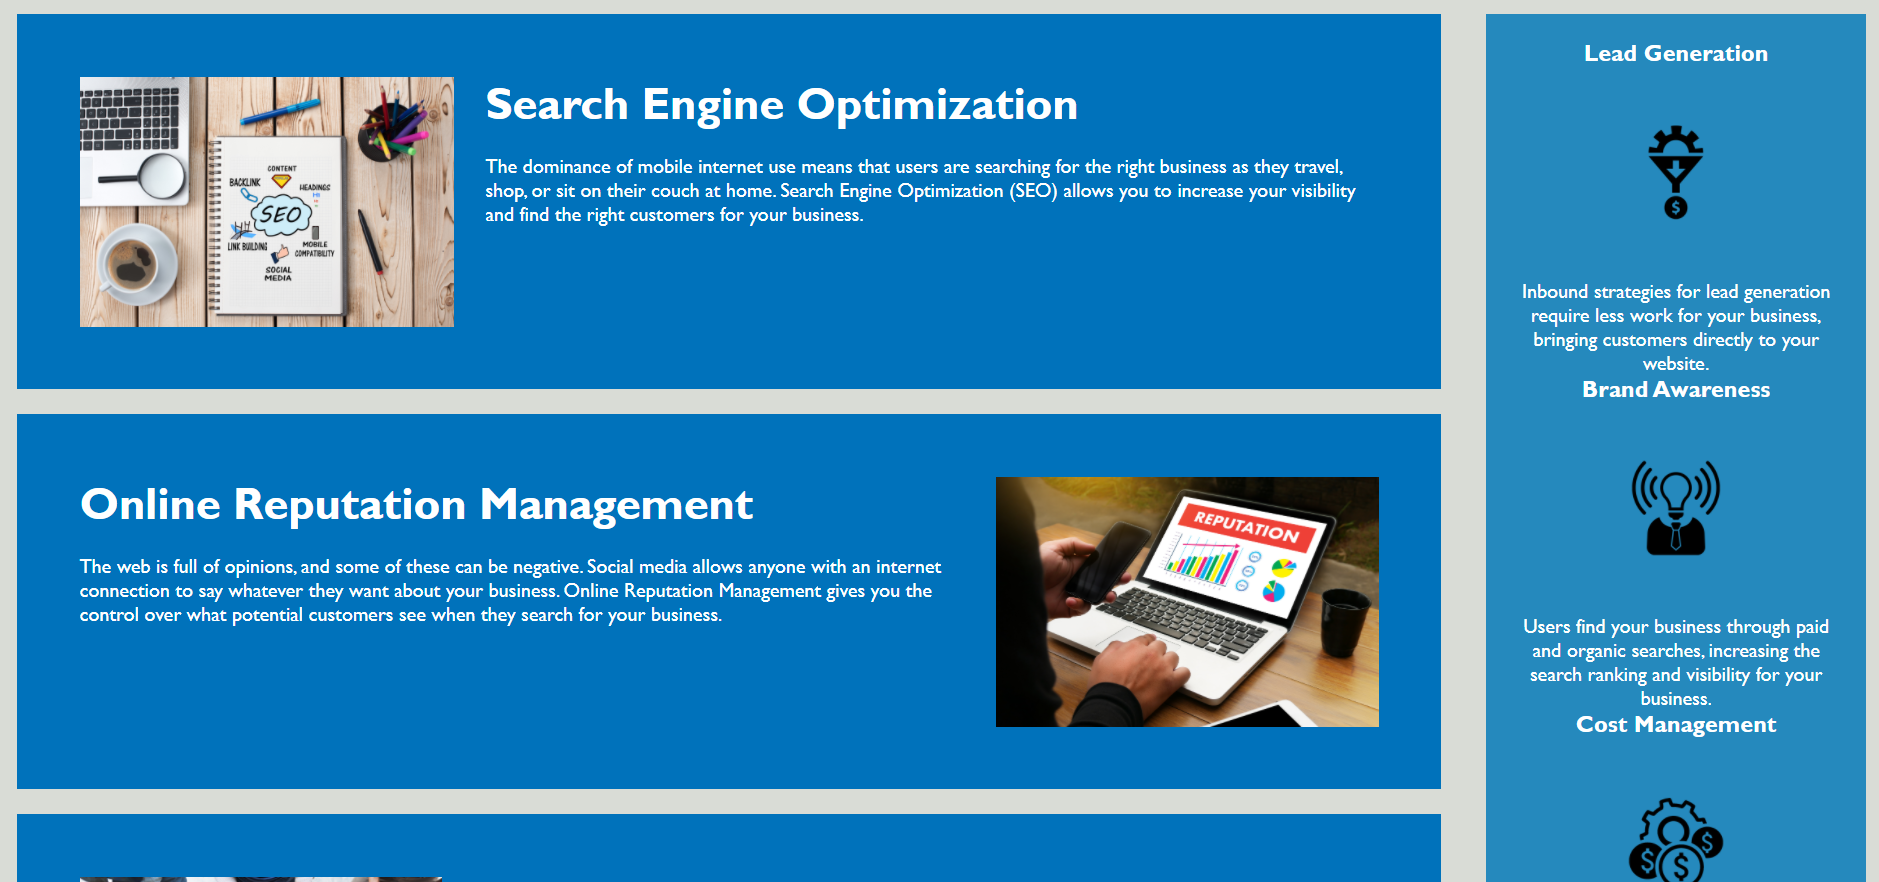 Search Engine Optimization
The dominance of mobile internet use means that users are searching for the right business as they travel,
shop, or sit on their couch at home. Search Engine Optimization (SEO) allows you to increase your visibility
and find the right customers for your business.
CONTENT
BACKLINK
HEADINGS
H1
SEO
LINK BUILDING
MOBILE
COMPATIBILITY
SOCIAL
MEDIA
Online Reputation Management
The web is full of opinions, and some of these can be negative. Social media allows anyone with an internet
connection to say whatever they want about your business. Online Reputation Management gives you the
control over what potential customers see when they search for your business.
REPUTATION
Lead Generation
$
Inbound strategies for lead generation
require less work for your business,
bringing customers directly to your
website.
Brand Awareness
Users find your business through paid
and organic searches, increasing the
search ranking and visibility for your
business.
Cost Management
$
$
$